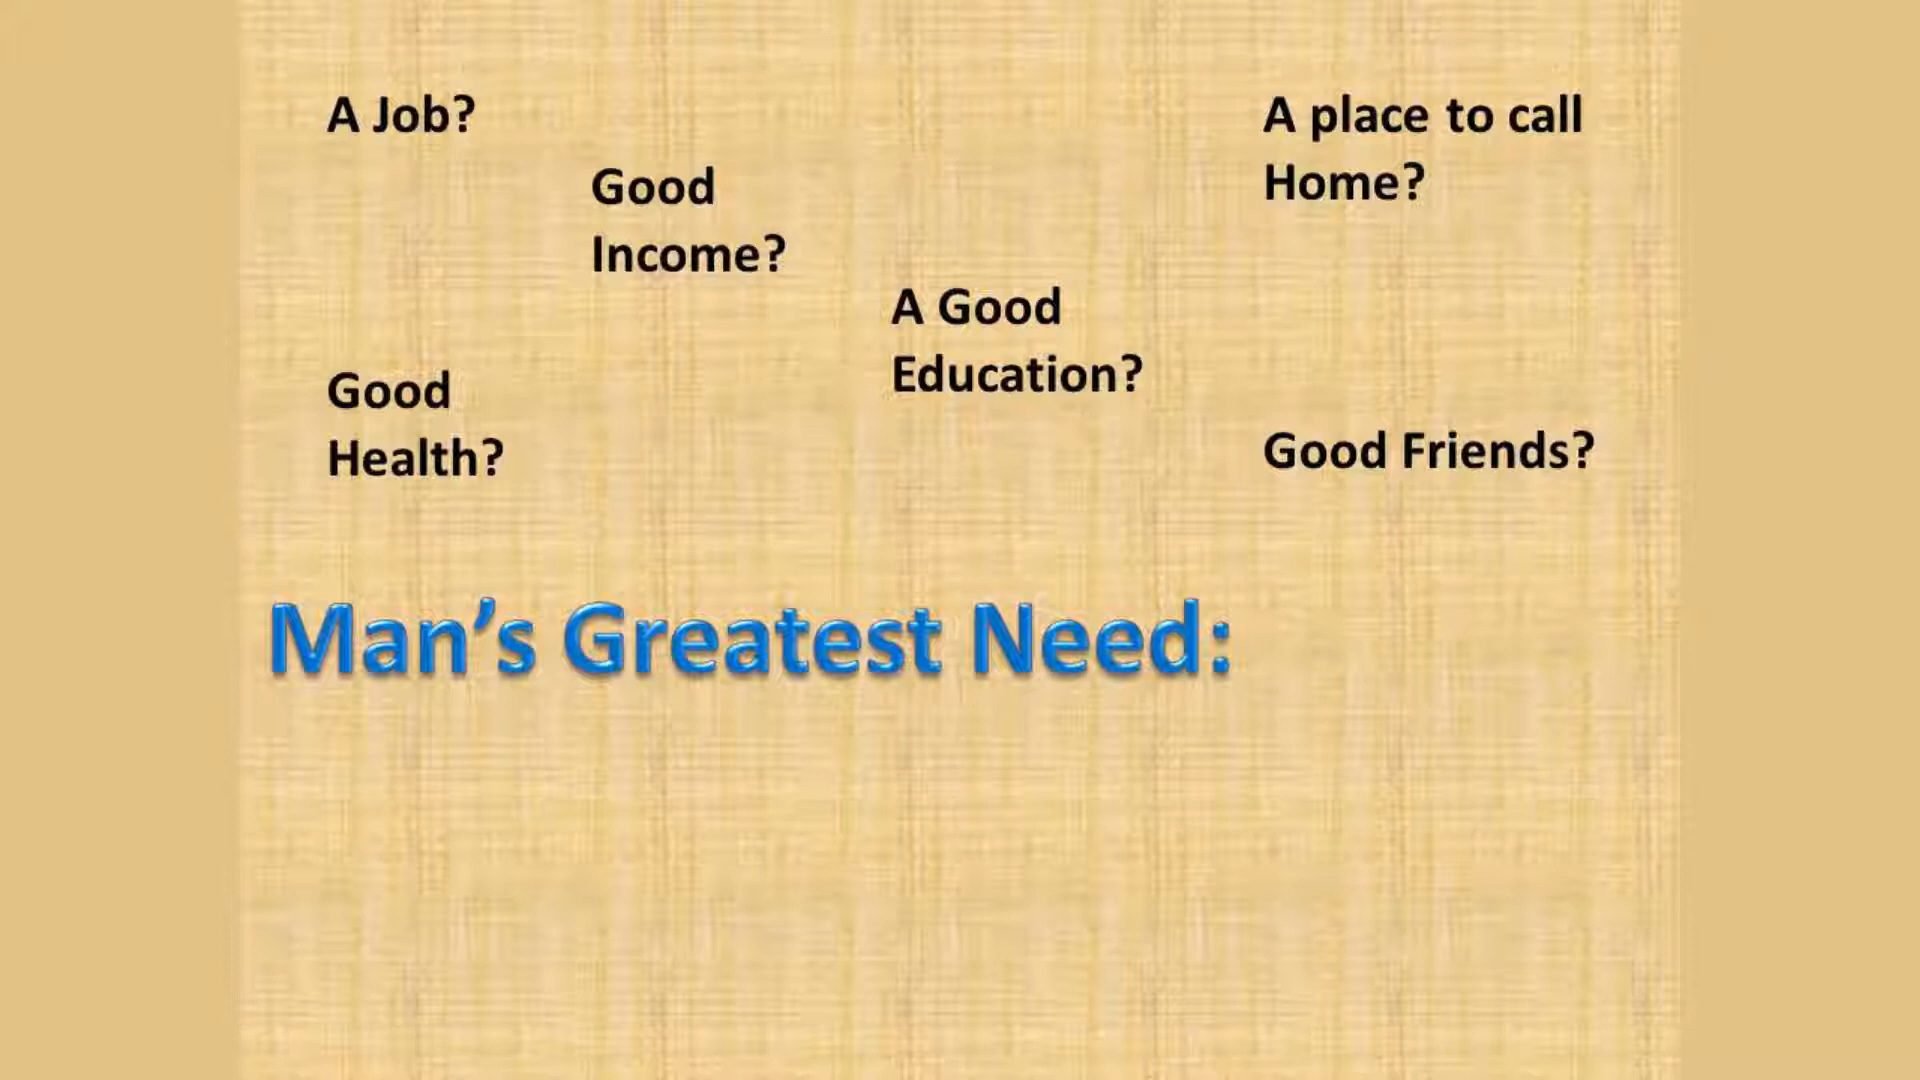 A Job?
Good
Income?
A Good
Education?
A place to call
Home?
Good
Health?
Good Friends?
Man’s Greatest Need: